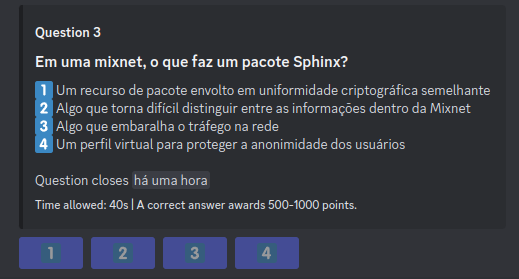 Question 3
Em uma mixnet, o que faz um pacote Sphinx?
1 Um recurso de pacote envolto em uniformidade criptográfica semelhante
2 Algo que torna difícil distinguir entre as informações dentro da Mixnet
3 Algo que embaralha o tráfego na rede
4 Um perfil virtual para proteger a anonimidade dos usuários
Question closes há uma hora
Time allowed: 40s | A correct answer awards 500-1000 points.
1 2 3 4